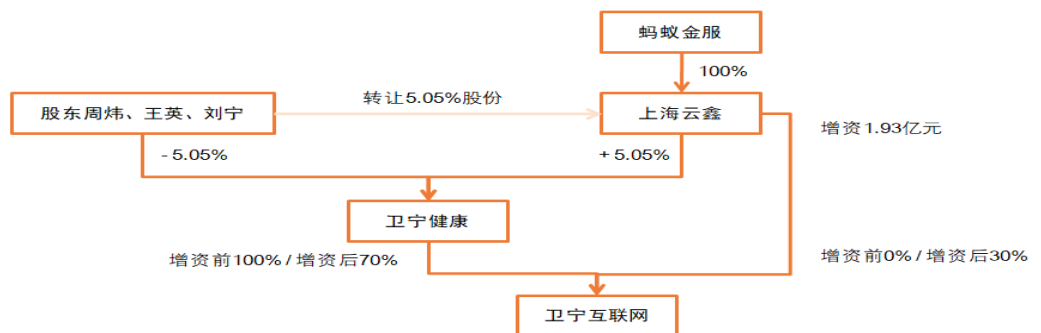 蚂蚁金服
100%
股东周炜、王英、刘宁
转让5.05%股份
上海云鑫
增资1.93亿元
- 5.05%
+ 5.05%
卫宁健康
增资前100% / 增资后70%
增资前0% / 增资后30%
卫宁互联网